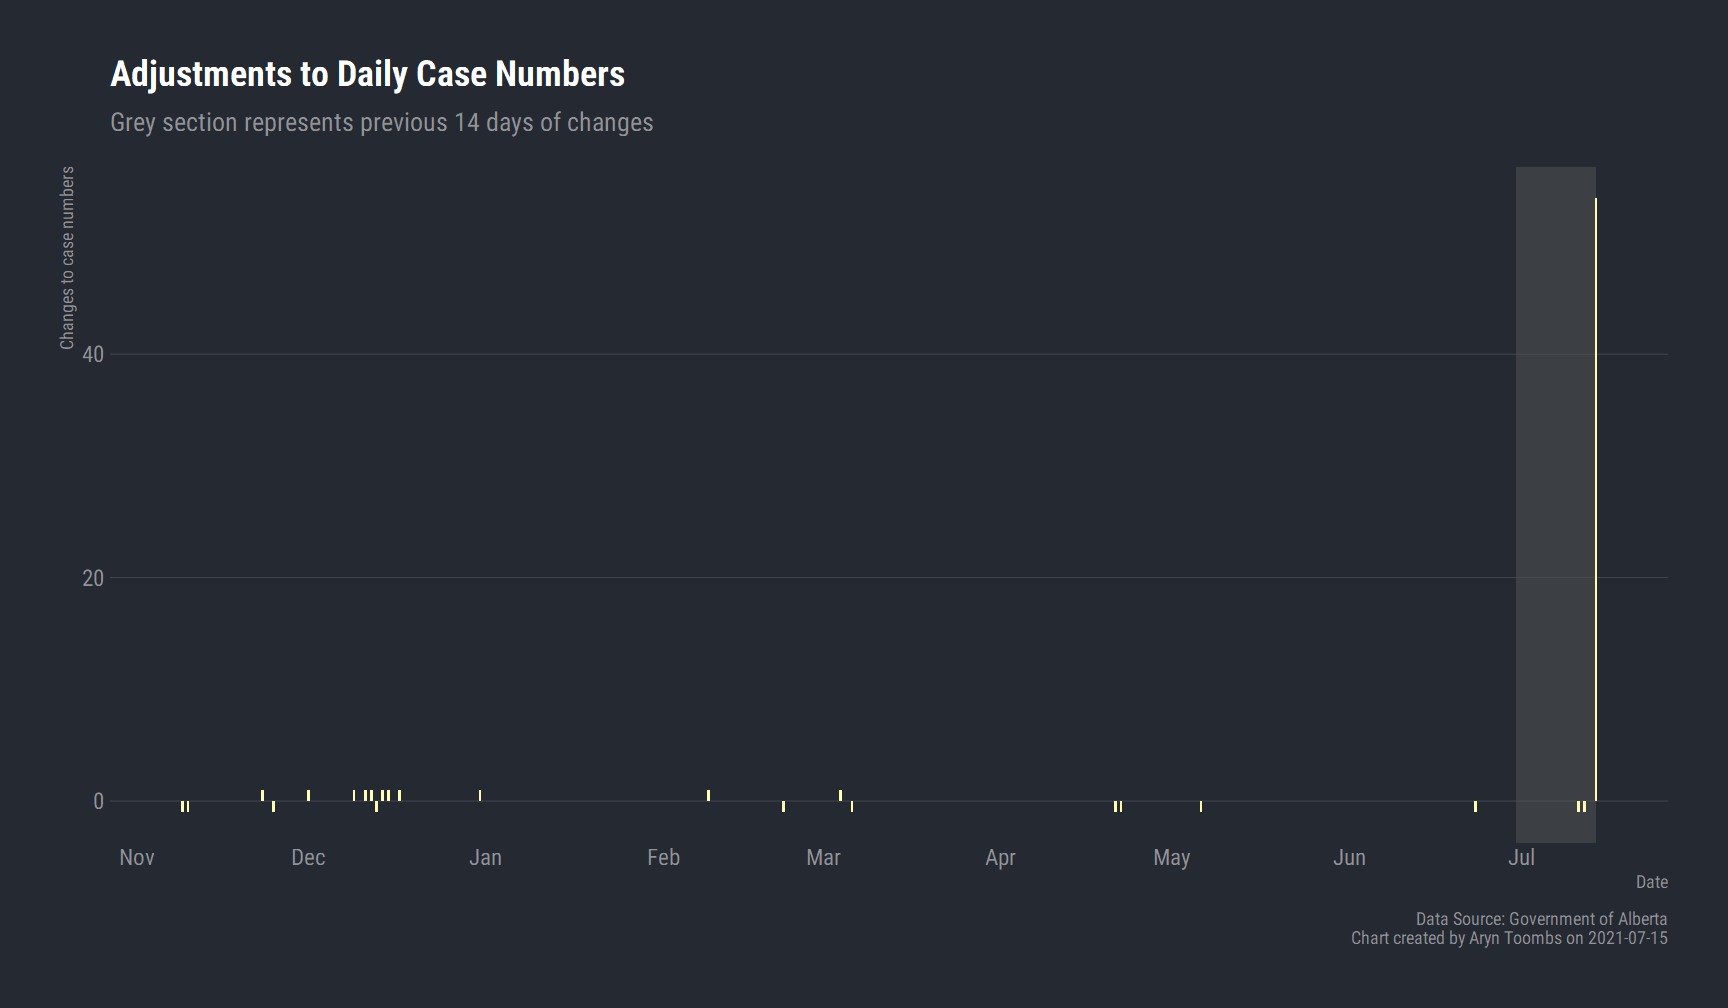 Adjustments to Daily Case Numbers
Grey section represents previous 14 days of changes
Changes to case numbers
40
20
0
Nov Dec Jan Feb Mar Apr May Jun Jul
Date
Data Source: Government of Alberta
Chart created by Aryn Toombs on 2021-07-15